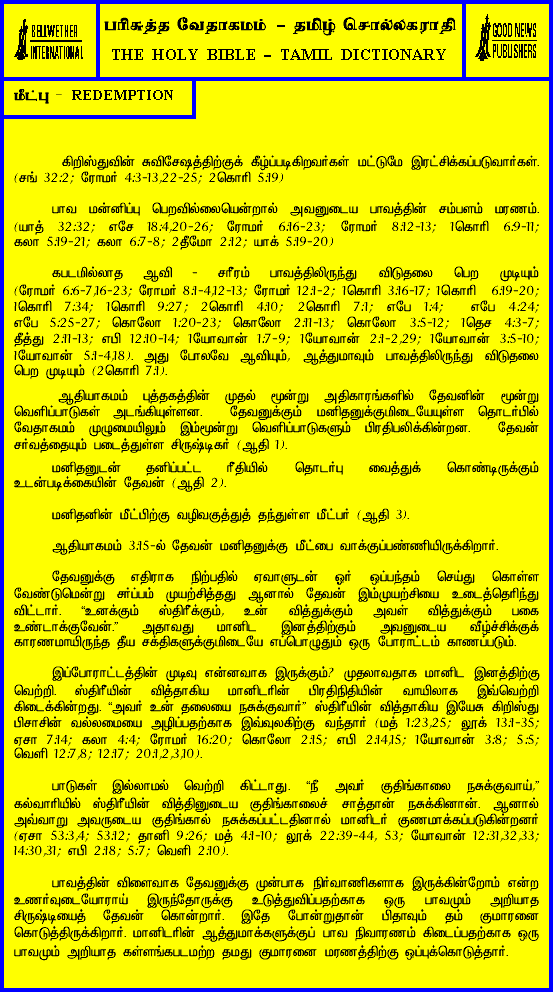 BELLWETHER INTERNATIONAL
பரிசுத்த வேதாகமம் – தமிழ் சொல்லகராதி
THE HOLY BIBLE – TAMIL DICTIONARY
GOOD NEWS PUBLISHERS
மீட்பு - REDEMPTION
கிறிஸ்துவின் சுவிசேஷத்திற்குக் கீழ்ப்படிகிறவர்கள் மட்டுமே இரட்சிக்கப்படுவார்கள்.
(சங் 32:2; ரோமர் 4:3-13,22-25; 2கொரி 5:19)
பாவ மன்னிப்பு பெறவில்லையென்றால் அவனுடைய பாவத்தின் சம்பளம் மரணம்.
(யாத் 32:32; எசே 18:4,20-26; ரோமர் 6:16-23; ரோமர் 8:12-13; 1கொரி 6:9-11;
கலா 5:19-21; கலா 6:7-8; 2தீமோ 2:12; யாக் 5:19-20)
கபடமில்லாத ஆவி - சரீரம் பாவத்திலிருந்து விடுதலை பெற முடியும்
(ரோமர் 6:6-7,16-23; ரோமர் 8:1-4,12-13; ரோமர் 12:1-2; 1கொரி 3:16-17; 1கொரி 6:19-20;
1கொரி 7:34; 1கொரி 9:27; 2கொரி 4:10; 2கொரி 7:1; எபே 1:4; எபே 4:24;
எபே 5:25-27; கொலோ 1:20-23; கொலோ 2:11-13; கொலோ 3:5-12; 1தெச 4:3-7;
தீத்து 2:11-13; எபி 12:10-14; 1யோவான் 1:7-9; 1யோவான் 2:1-2,29; 1யோவான் 3:5-10;
1யோவான் 5:1-4,18). அது போலவே ஆவியும், ஆத்துமாவும் பாவத்திலிருந்து விடுதலை
பெற முடியும் (2கொரி 7:1).
ஆதியாகமம் புத்தகத்தின் முதல் மூன்று அதிகாரங்களில் தேவனின் மூன்று
வெளிப்பாடுகள் அடங்கியுள்ளன. தேவனுக்கும் மனிதனுக்குமிடையேயுள்ள தொடர்பில்
வேதாகமம் முழுமையிலும் இம்மூன்று வெளிப்பாடுகளும் பிரதிபலிக்கின்றன. தேவன்
சர்வத்தையும் படைத்துள்ள சிருஷ்டிகர் (ஆதி 1).
மனிதனுடன் தனிப்பட்ட ரீதியில் தொடர்பு வைத்துக் கொண்டிருக்கும்
உடன்படிக்கையின் தேவன் (ஆதி 2).
மனிதனின் மீட்பிற்கு வழிவகுத்துத் தந்துள்ள மீட்பர் (ஆதி 3).
ஆதியாகமம் 3:15-ல் தேவன் மனிதனுக்கு மீட்பை வாக்குப்பண்ணியிருக்கிறார்.
தேவனுக்கு எதிராக நிற்பதில் ஏவாளுடன் ஓர் ஒப்பந்தம் செய்து கொள்ள
வேண்டுமென்று சர்ப்பம் முயற்சித்தது ஆனால் தேவன் இம்முயற்சியை உடைத்தெறிந்து
விட்டார். “உனக்கும் ஸ்திரீக்கும், உன் வித்துக்கும் அவள் வித்துக்கும் பகை
உண்டாக்குவேன்.” அதாவது மானிட இனத்திற்கும் அவனுடைய வீழ்ச்சிக்குக்
காரணமாயிருந்த தீய சக்திகளுக்குமிடையே எப்பொழுதும் ஒரு போராட்டம் காணப்படும்.
இப்போராட்டத்தின் முடிவு என்னவாக இருக்கும்? முதலாவதாக மானிட இனத்திற்கு
வெற்றி. ஸ்திரீயின் வித்தாகிய மானிடரின் பிரதிநிதியின் வாயிலாக இவ்வெற்றி
கிடைக்கின்றது. “அவர் உன் தலையை நசுக்குவார்” ஸ்திரீயின் வித்தாகிய இயேசு கிறிஸ்து
பிசாசின் வல்லமையை அழிப்பதற்காக இவ்வுலகிற்கு வந்தார் (மத் 1:23,25; லூக் 13:1-35;
ஏசா 7:14; கலா 4:4; ரோமர் 16:20; கொலோ 2:15; எபி 2:14,15; 1யோவான் 3:8; 5:5;
வெளி 12:7,8; 12:17; 20:1,2,3,10).
பாடுகள் இல்லாமல் வெற்றி கிட்டாது. “நீ அவர் குதிங்காலை நசுக்குவாய்,”
கல்வாரியில் ஸ்திரீயின் வித்தினுடைய குதிங்காலைச் சாத்தான் நசுக்கினான். ஆனால்
அவ்வாறு அவருடைய குதிங்கால் நசுக்கப்பட்டதினால் மானிடர் குணமாக்கப்படுகின்றனர்
(ஏசா 53:3,4; 53:12; தானி 9:26; மத் 4:1-10; லூக் 22:39-44, 53; யோவான் 12:31,32,33;
14:30,31; எபி 2:18; 5:7; வெளி 2:10).
பாவத்தின் விளைவாக தேவனுக்கு முன்பாக நிர்வாணிகளாக இருக்கின்றோம் என்ற
உணர்வுடையோராய் இருந்தோருக்கு உடுத்துவிப்பதற்காக ஒரு பாவமும் அறியாத
சிருஷ்டியைத் தேவன் கொன்றார். இதே போன்றுதான் பிதாவும் தம் குமாரனை
கொடுத்திருக்கிறார். மானிடரின் ஆத்துமாக்களுக்குப் பாவ நிவாரணம் கிடைப்பதற்காக ஒரு
பாவமும் அறியாத கள்ளங்கபடமற்ற தமது குமாரனை மரணத்திற்கு ஒப்புக்கொடுத்தார்.